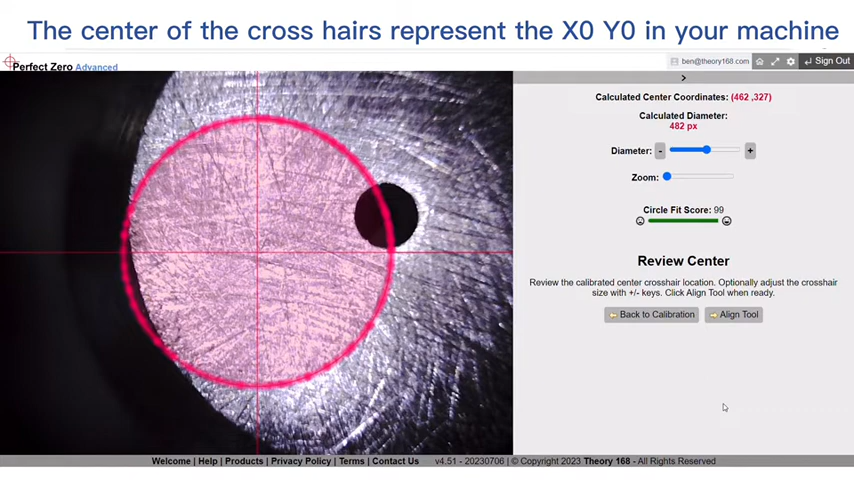 The center of the cross hairs represent the X0 Y0 in your machine
Perfect Zero Advanced
ben@theory168.com
Sign Out
>
Calculated Center Coordinates: (462 ,327)
Calculated Diameter:
482 px
Diameter: - +
Zoom:
Circle Fit Score: 99
Review Center
Review the calibrated center crosshair location. Optionally adjust the crosshair
size with +/- keys. Click Align Tool when ready.
Back to Calibration Align Tool
Welcome | Help | Products | Privacy Policy | Terms | Contact Us v4.51 - 20230706 | © Copyright 2023 Theory 168 - All Rights Reserved